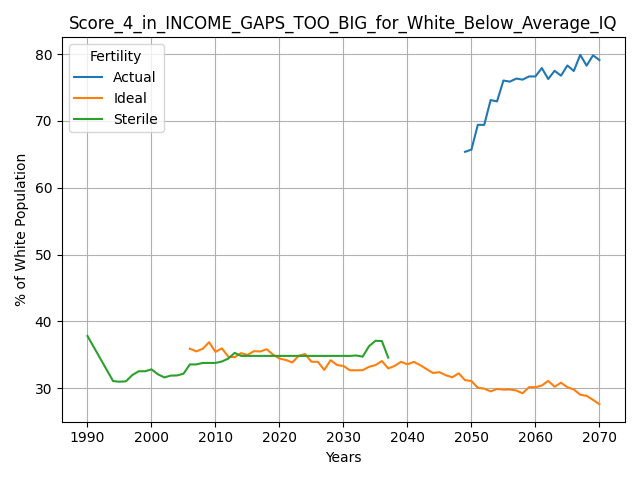 Score_4_in_INCOME_GAPS_TOO_BIG_for_White_Below_Average_IQ
Fertility
Actual
Ideal
Sterile
% of White Population
80
70
60
50
40
30
1990 2000 2010 2020 2030 2040 2050 2060 2070
Years